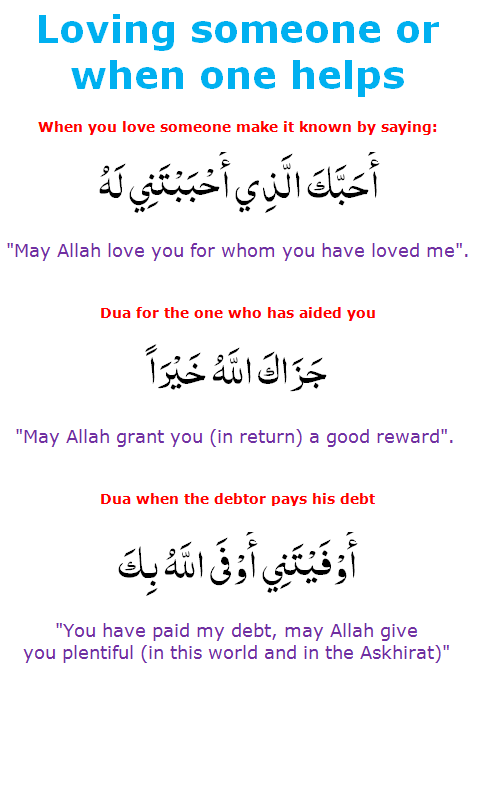 Loving someone or
when one helps
When you love someone make it known by saying:
أَحَبَّكَ الَّذِي أَحْبَبْتَنِي لَهُ
"May Allah love you for whom you have loved me".
Dua for the one who has aided you
جَزَاكَ اللَّهُ خَيْرَاً
"May Allah grant you (in return) a good reward".
Dua when the debtor pays his debt
أَوْفَيْتَنِي أَوْفَى اللَّهُ بِكَ
"You have paid my debt, may Allah give
you plentiful (in this world and in the Askhirat)"